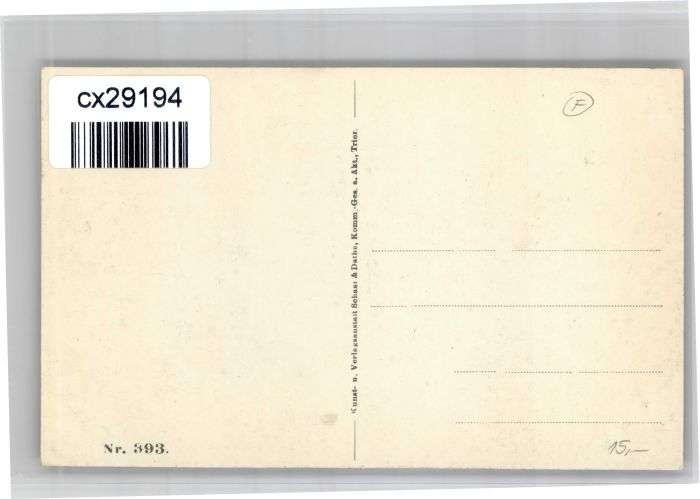 cx29194
F
Kunst- u. Verlagsanstalt Schaar & Dathe, Komm.-Ges. a. Akt., Trier.
Nr. 393.
15,—